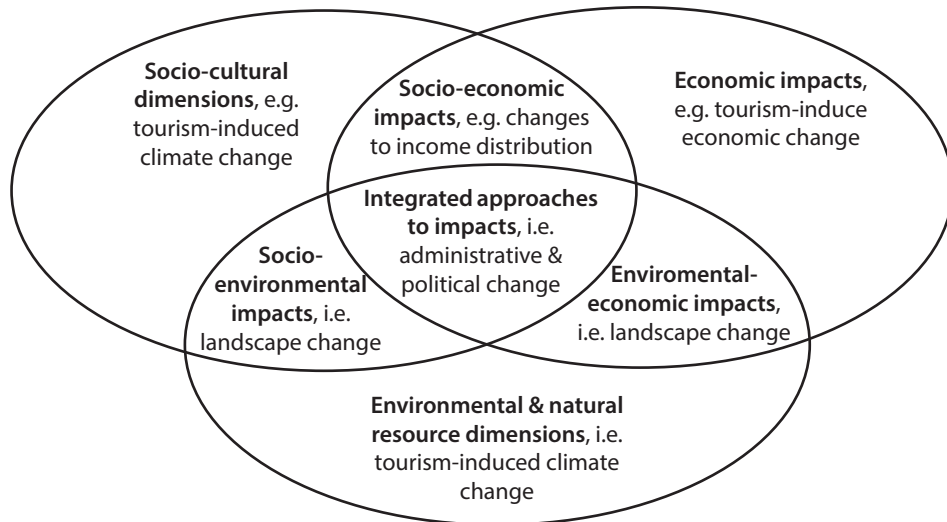 Socio-cultural
dimensions, e.g.
tourism-induced
climate change
Socio-economic
impacts, e.g. changes
to income distribution
Economic impacts,
e.g. tourism-induce
economic change
Integrated approaches
to impacts, i.e.
administrative &
political change
Socio-
environmental
impacts, i.e.
landscape change
Enviromental-
economic impacts,
i.e. landscape change
Environmental & natural
resource dimensions, i.e.
tourism-induced climate
change